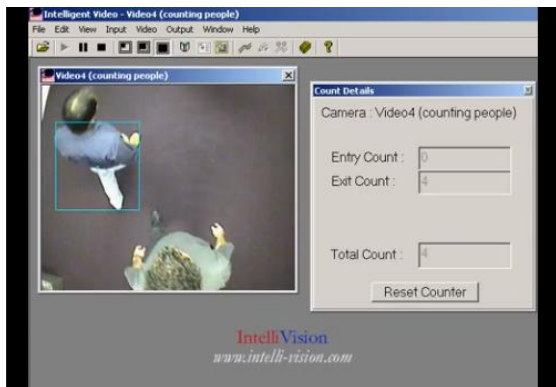 Intelligent Video - Video4 (counting people)
File Edit View Input Video Output Window Help
Video4 (counting people)
Count Details
Camera : Video4 (counting people)
Entry Count : 0
Exit Count : 4
Total Count : 4
Reset Counter
IntelliVision
www.intelli-vision.com